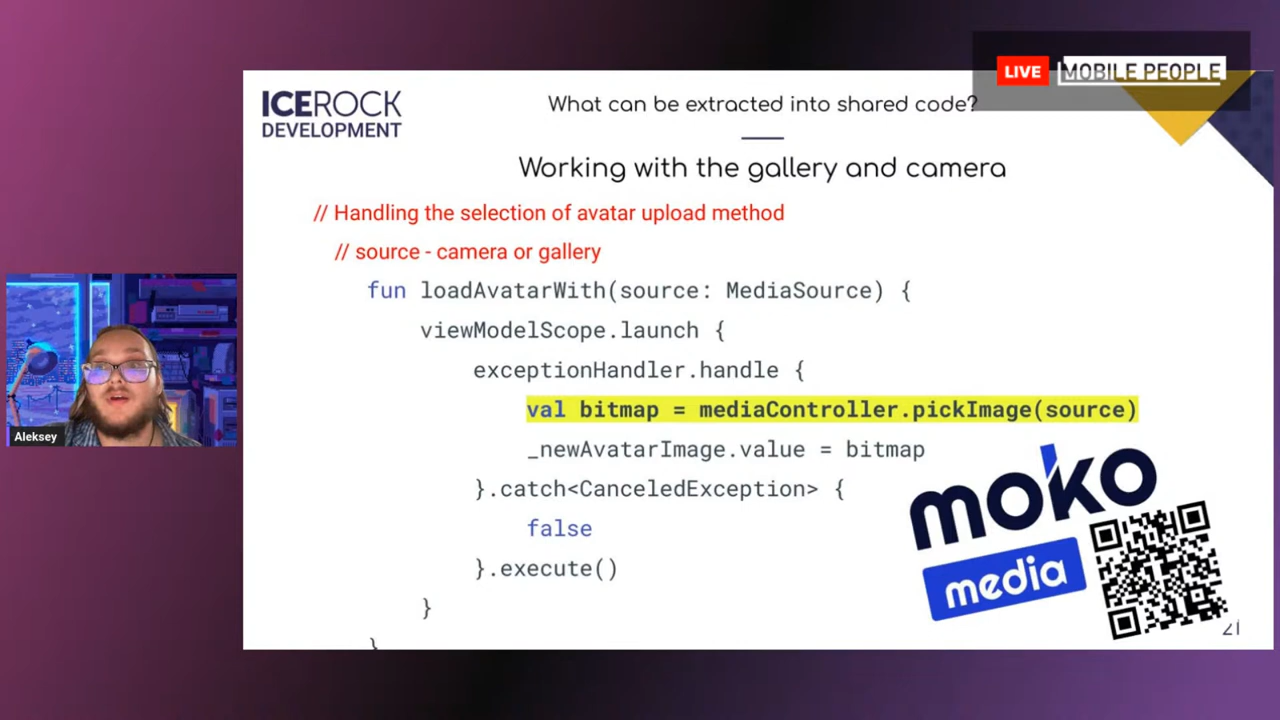 LIVE
MOBILE PEOPLE
ICEROCK
DEVELOPMENT
What can be extracted into shared code?
Working with the gallery and camera
// Handling the selection of avatar upload method
// source - camera or gallery
fun loadAvatarWith(source: MediaSource) {
viewModelScope.launch {
exceptionHandler.handle {
val bitmap = mediaController.pickImage(source)
_newAvatarImage.value = bitmap
}.catch<CanceledException> {
false
}.execute()
}
}
moko
media
21
Aleksey